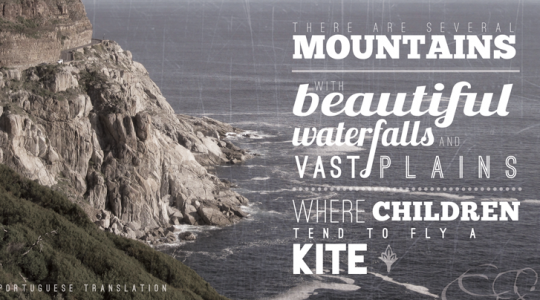 THERE ARE SEVERAL
MOUNTAINS
WITH
beautiful
waterfalls AND
VAST PLAINS
WHERE CHILDREN
TEND TO FLY A
KITE
PORTUGUESE TRANSLATION